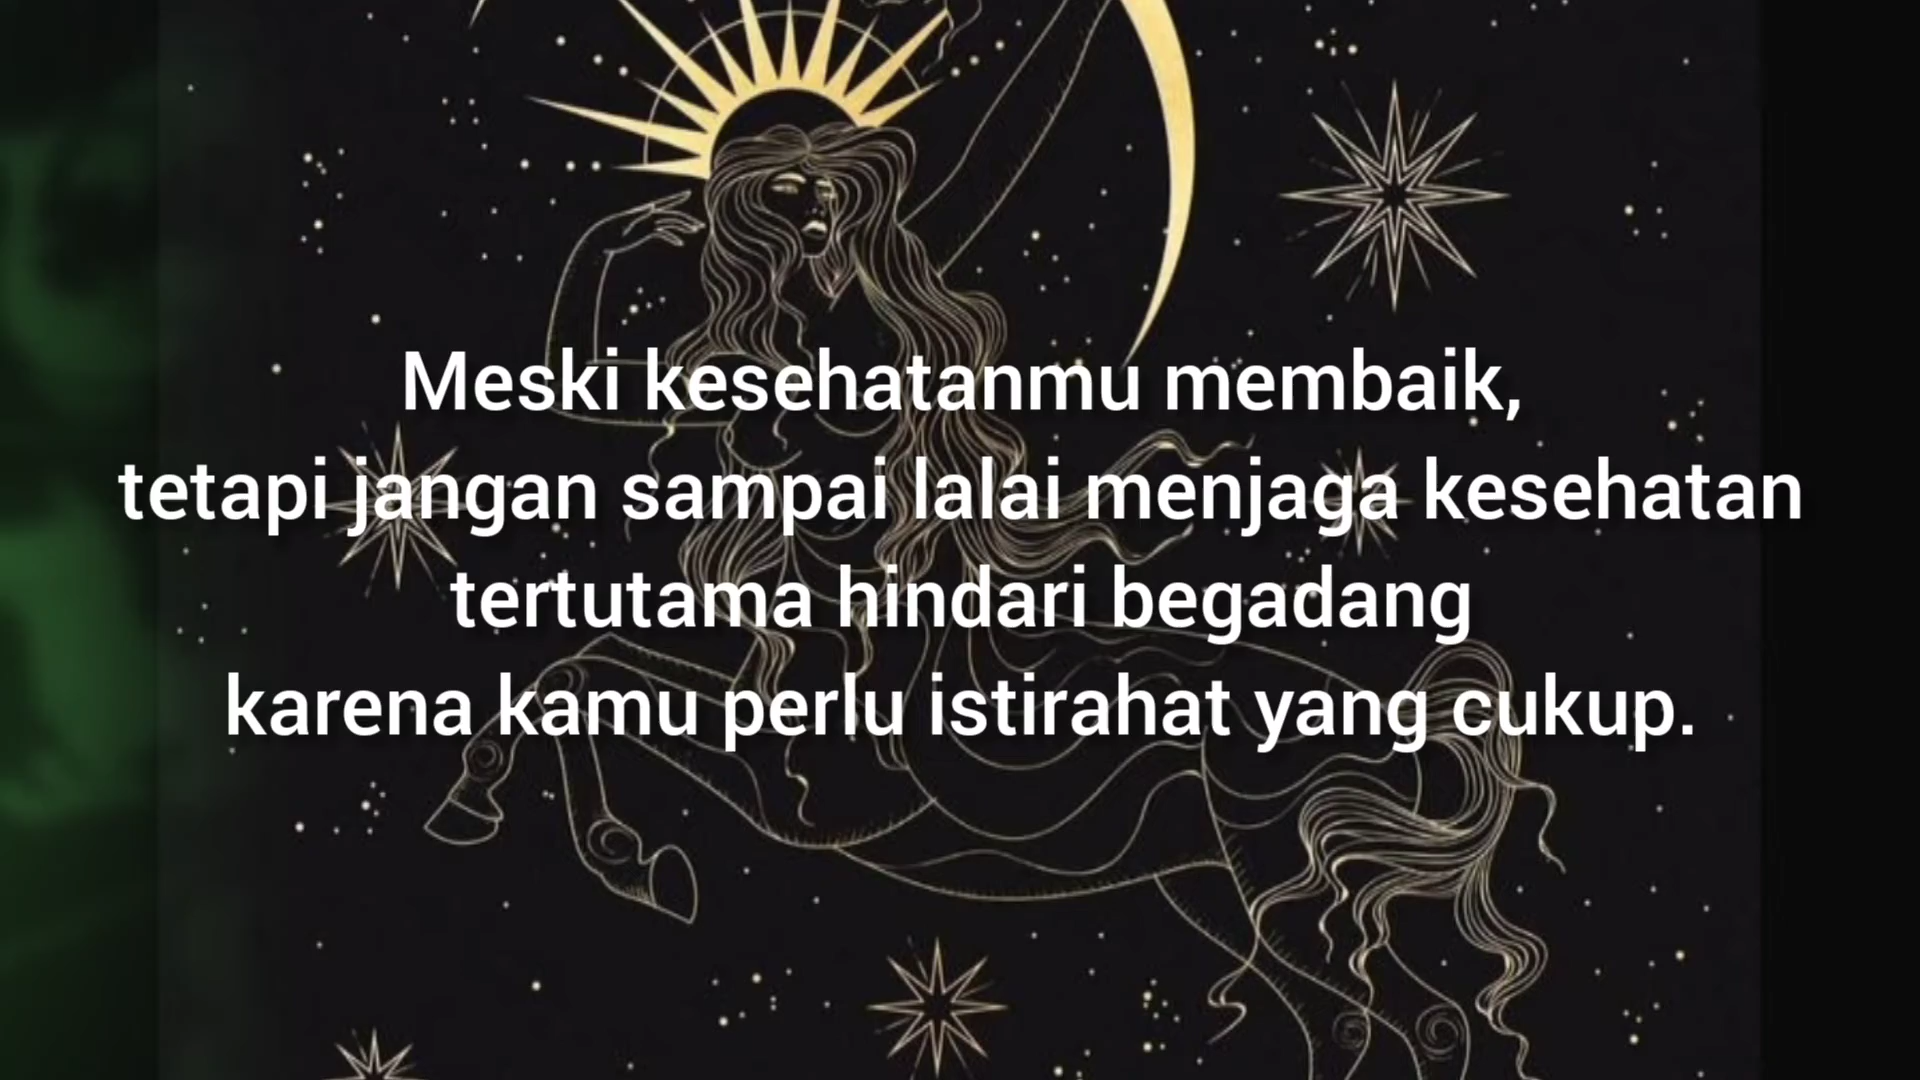 Meski kesehatanmu membaik,
tetapi jangan sampai lalai menjaga kesehatan
tertutama hindari begadang
karena kamu perlu istirahat yang cukup.